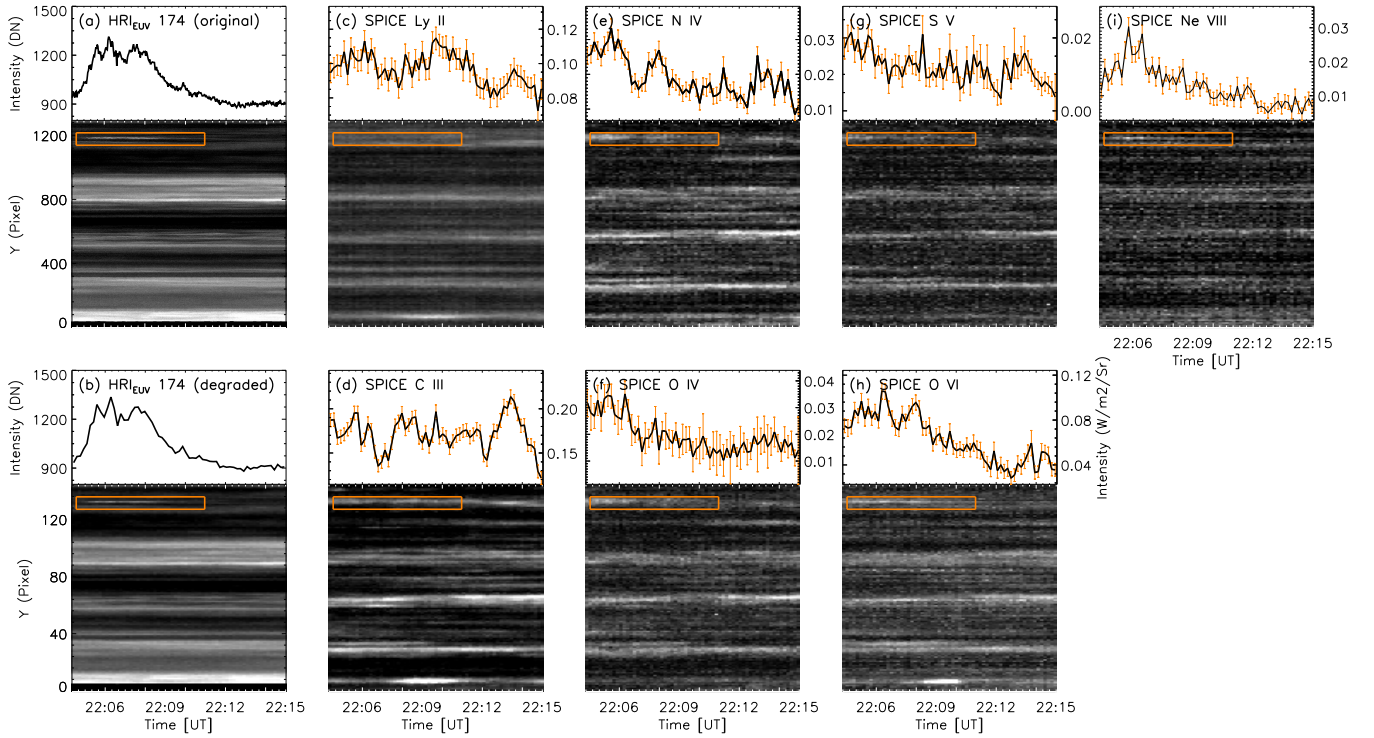 (a) HRI_EUV 174 (original)
(c) SPICE Ly II
(e) SPICE N IV
(g) SPICE S V
(i) SPICE Ne VIII
Intensity (DN)
1500
1300
1100
900
0.12
0.10
0.08
0.03
0.02
0.01
0.02
0.00
0.03
0.02
0.01
Y (Pixel)
1200
800
400
0
22:06 22:09 22:12 22:15
Time [UT]
(b) HRI_EUV 174 (degraded)
(d) SPICE C III
(f) SPICE O IV
(h) SPICE O VI
Intensity (DN)
1500
1300
1100
900
0.20
0.15
0.04
0.03
0.02
0.01
0.12
0.08
0.04
Intensity (W/m2/Sr)
Y (Pixel)
120
80
40
0
22:06 22:09 22:12 22:15
Time [UT]
22:06 22:09 22:12 22:15
Time [UT]
22:06 22:09 22:12 22:15
Time [UT]
22:06 22:09 22:12 22:15
Time [UT]